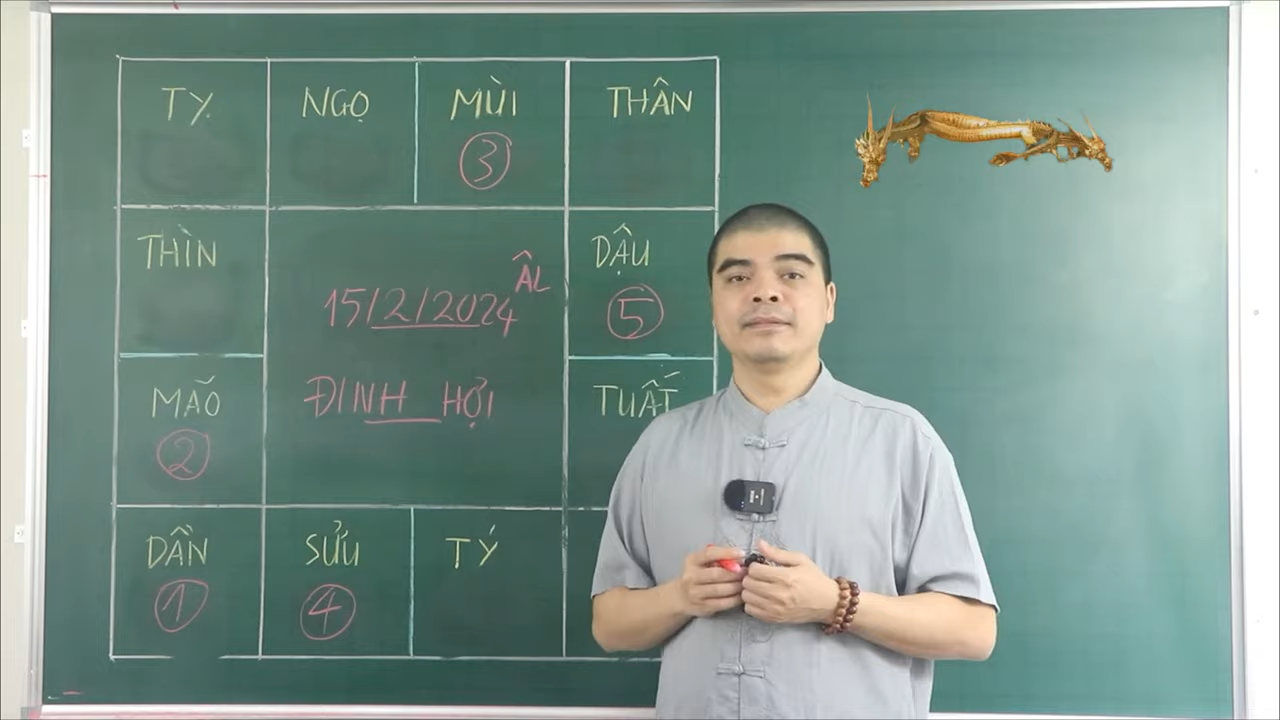 TỴ NGỌ MÙI THÂN
3
THÌN DẬU
5
15/2/2024 ÂL
ĐINH HỢI
MÃO TUẤT
2
DẦN SỬU TÝ
1 4